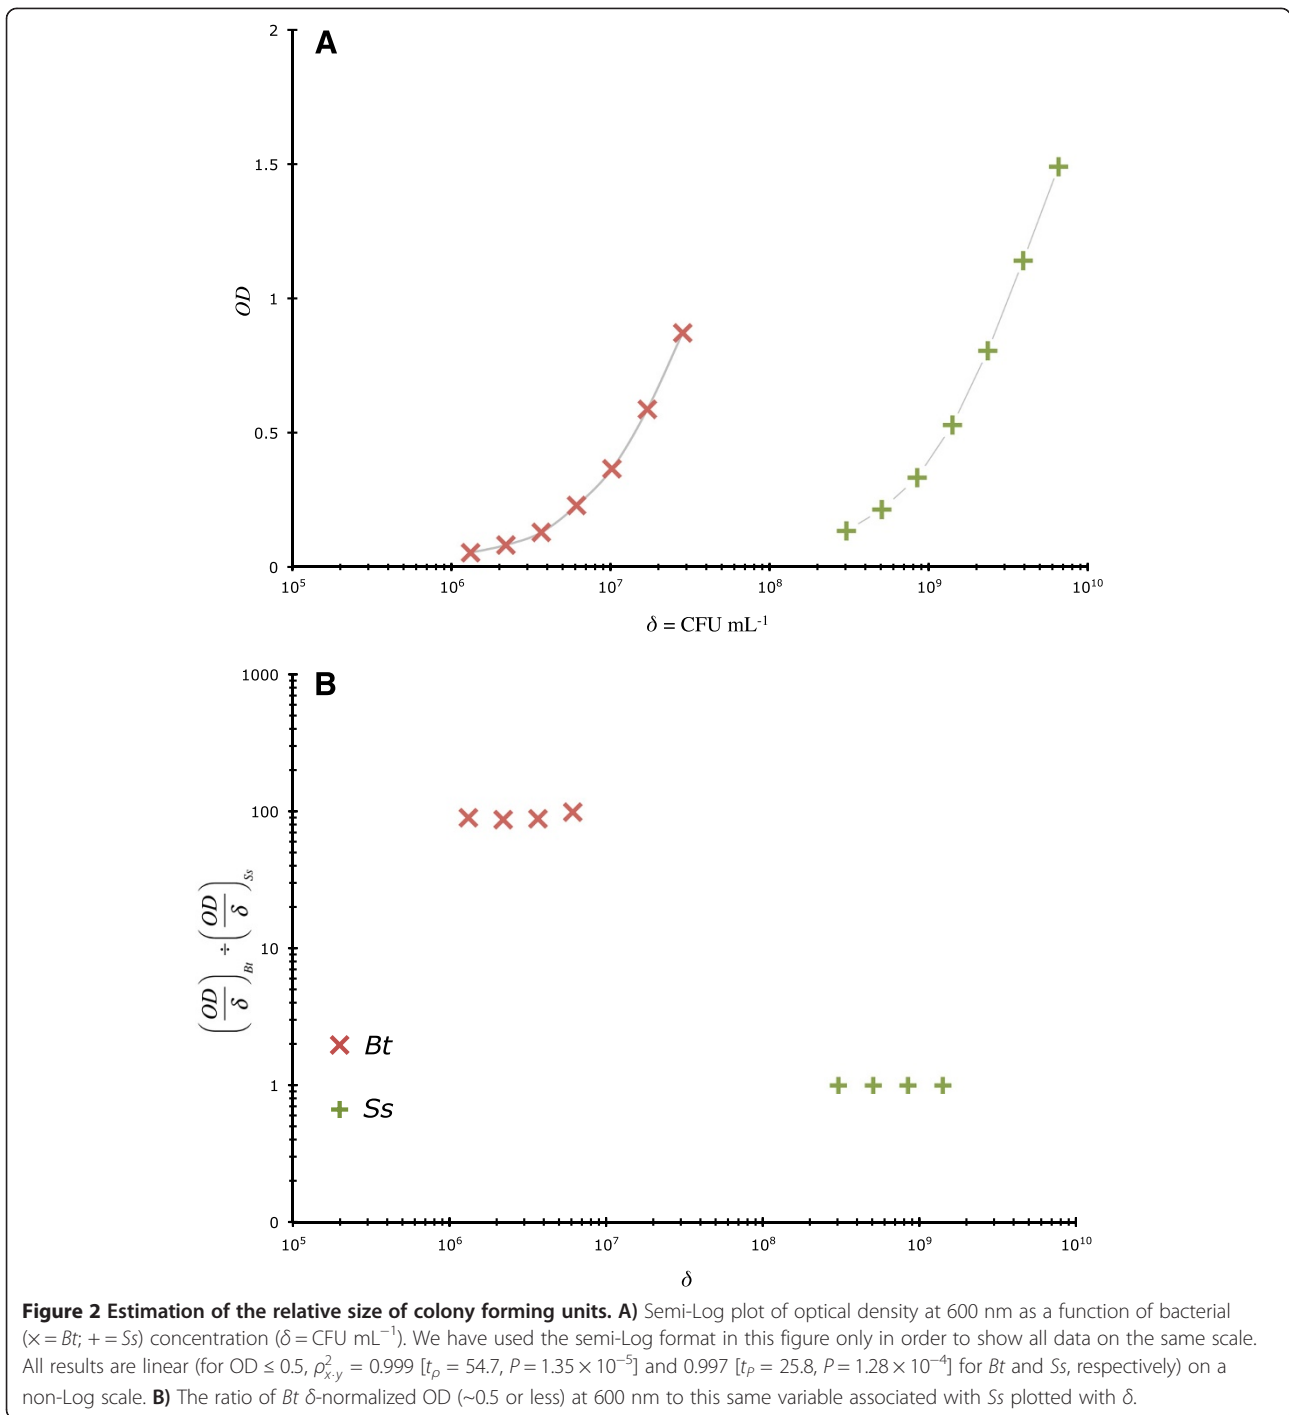 A
2
1.5
1
0.5
0
OD
10⁵ 10⁶ 10⁷ 10⁸ 10⁹ 10¹⁰
δ = CFU mL⁻¹
B
1000
100
10
1
0
(OD/δ)Bt ÷ (OD/δ)Ss
Bt
Ss
10⁵ 10⁶ 10⁷ 10⁸ 10⁹ 10¹⁰
δ
Figure 2 Estimation of the relative size of colony forming units. A) Semi-Log plot of optical density at 600 nm as a function of bacterial
(× = Bt; + = Ss) concentration (δ = CFU mL⁻¹). We have used the semi-Log format in this figure only in order to show all data on the same scale.
All results are linear (for OD ≤ 0.5, ρ²ₓ.ᵧ = 0.999 [tρ = 54.7, P = 1.35 × 10⁻⁵] and 0.997 [tP = 25.8, P = 1.28 × 10⁻⁴] for Bt and Ss, respectively) on a
non-Log scale. B) The ratio of Bt δ-normalized OD (~0.5 or less) at 600 nm to this same variable associated with Ss plotted with δ.